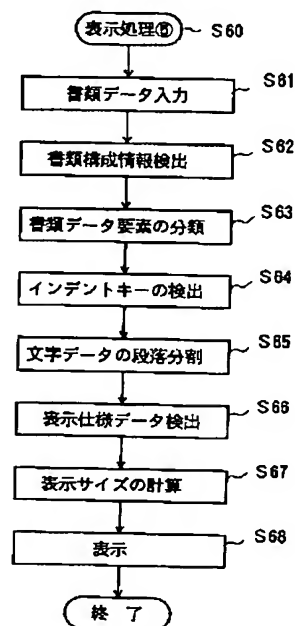 表示処理⑥ S60
書類データ入力 S61
書類構成情報検出 S62
書類データ要素の分類 S63
インデントキーの検出 S64
文字データの段落分割 S65
表示仕様データ検出 S66
表示サイズの計算 S67
表示 S68
終了